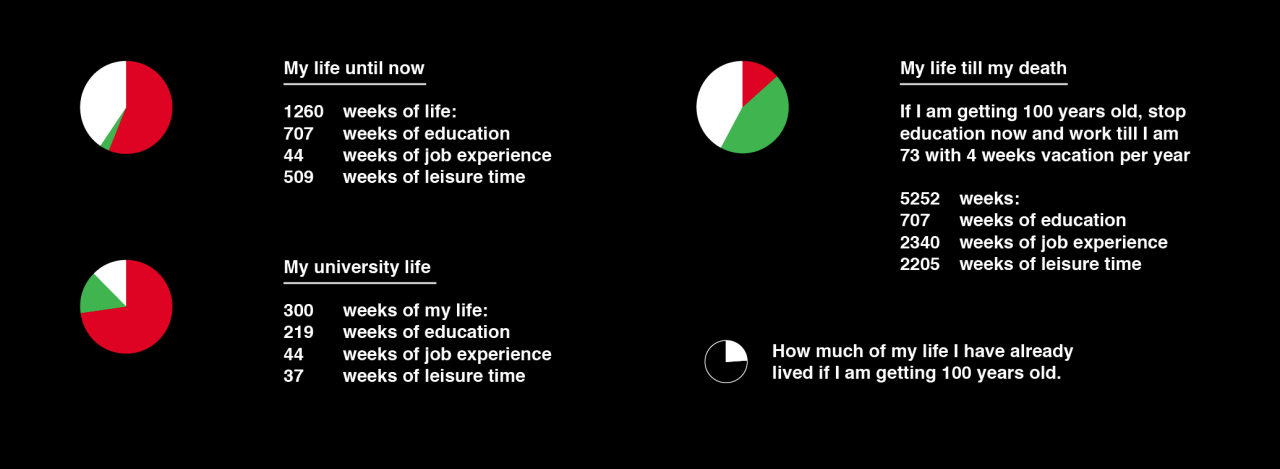 My life until now
1260 weeks of life:
707 weeks of education
44 weeks of job experience
509 weeks of leisure time
My university life
300 weeks of my life:
219 weeks of education
44 weeks of job experience
37 weeks of leisure time
My life till my death
If I am getting 100 years old, stop
education now and work till I am
73 with 4 weeks vacation per year
5252 weeks:
707 weeks of education
2340 weeks of job experience
2205 weeks of leisure time
How much of my life I have already
lived if I am getting 100 years old.